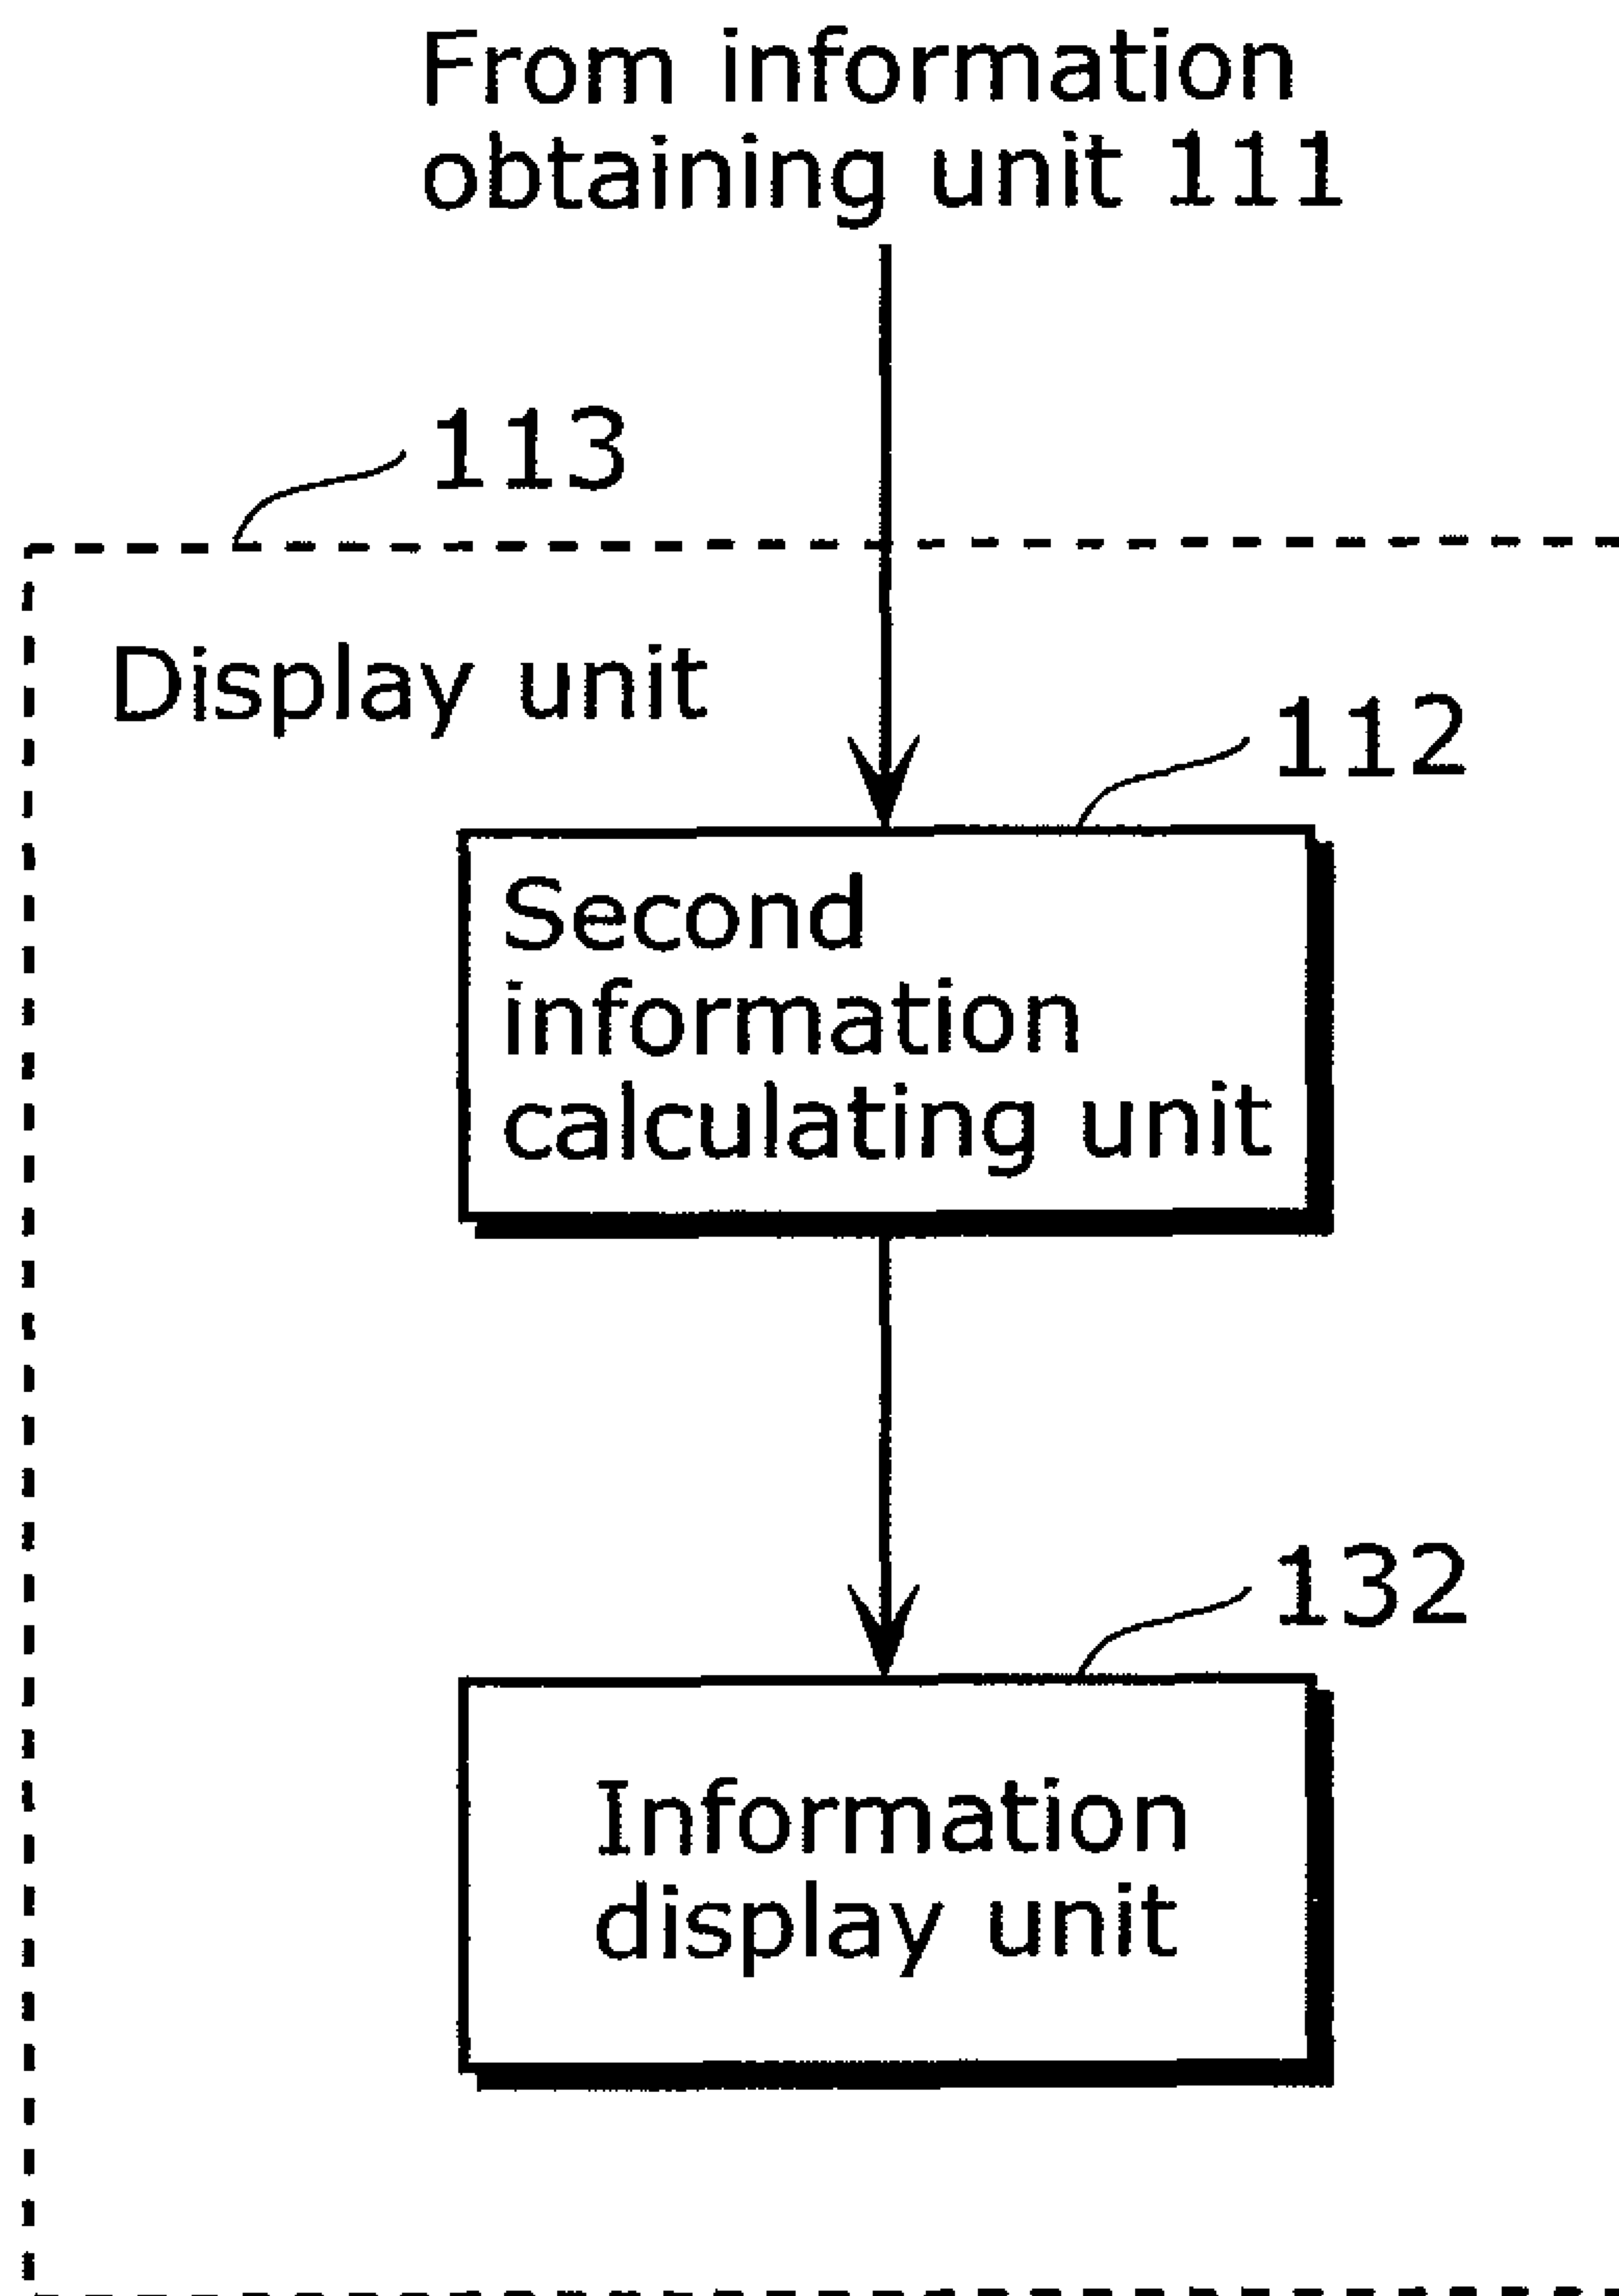 From information
obtaining unit 111
113
Display unit
112
Second
information
calculating unit
132
Information
display unit